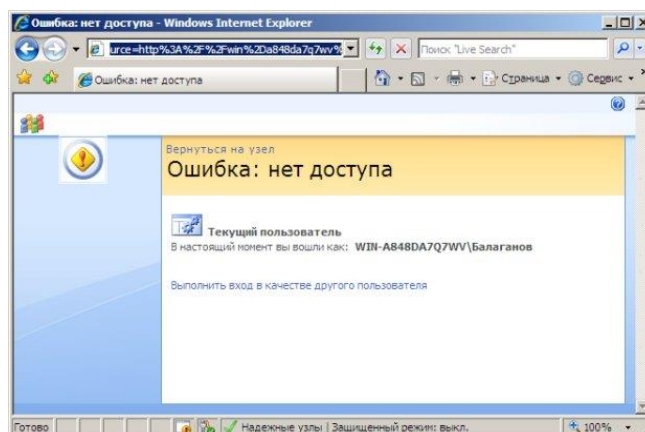 Ошибка: нет доступа - Windows Internet Explorer
urce=http%3A%2F%2Fwin%2Da848da7q7wv%
Поиск "Live Search"
Ошибка: нет доступа
Страница
Сервис
Вернуться на узел
Ошибка: нет доступа
Текущий пользователь
В настоящий момент вы вошли как: WIN-A848DA7Q7WV\Балаганов
Выполнить вход в качестве другого пользователя
Готово
Надежные узлы | Защищенный режим: выкл.
100%